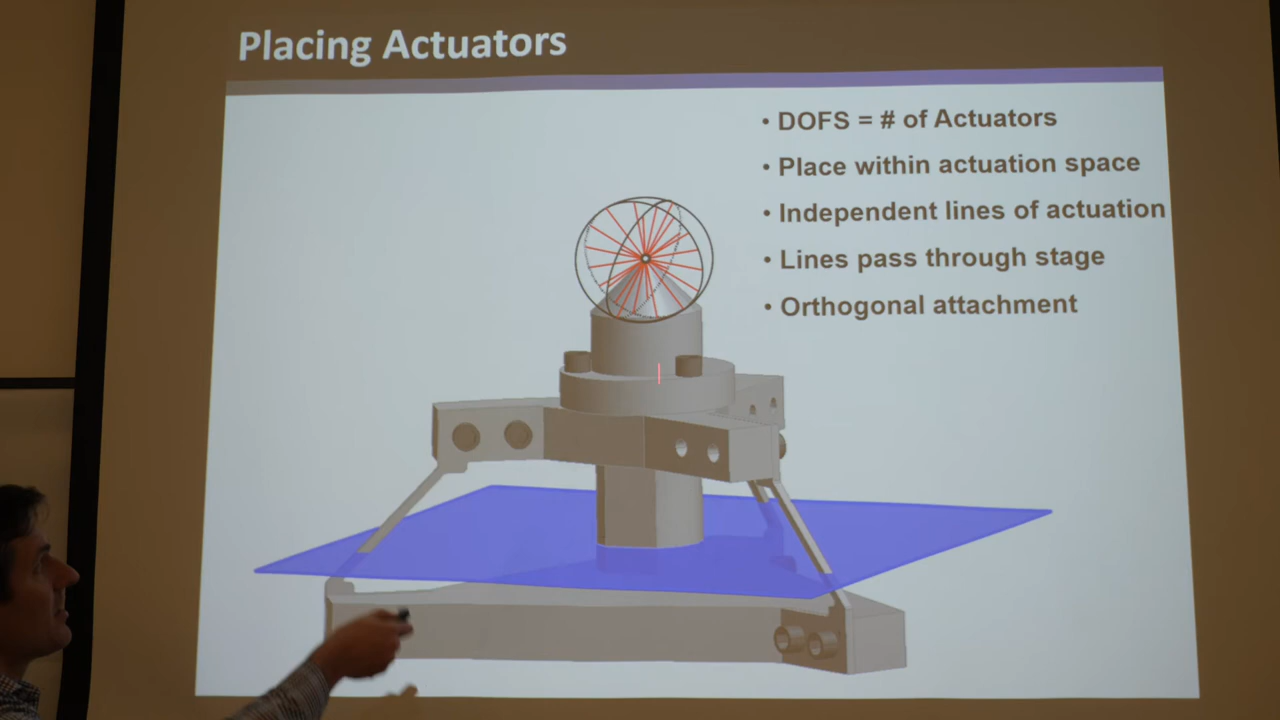 Placing Actuators
• DOFS = # of Actuators
• Place within actuation space
• Independent lines of actuation
• Lines pass through stage
• Orthogonal attachment